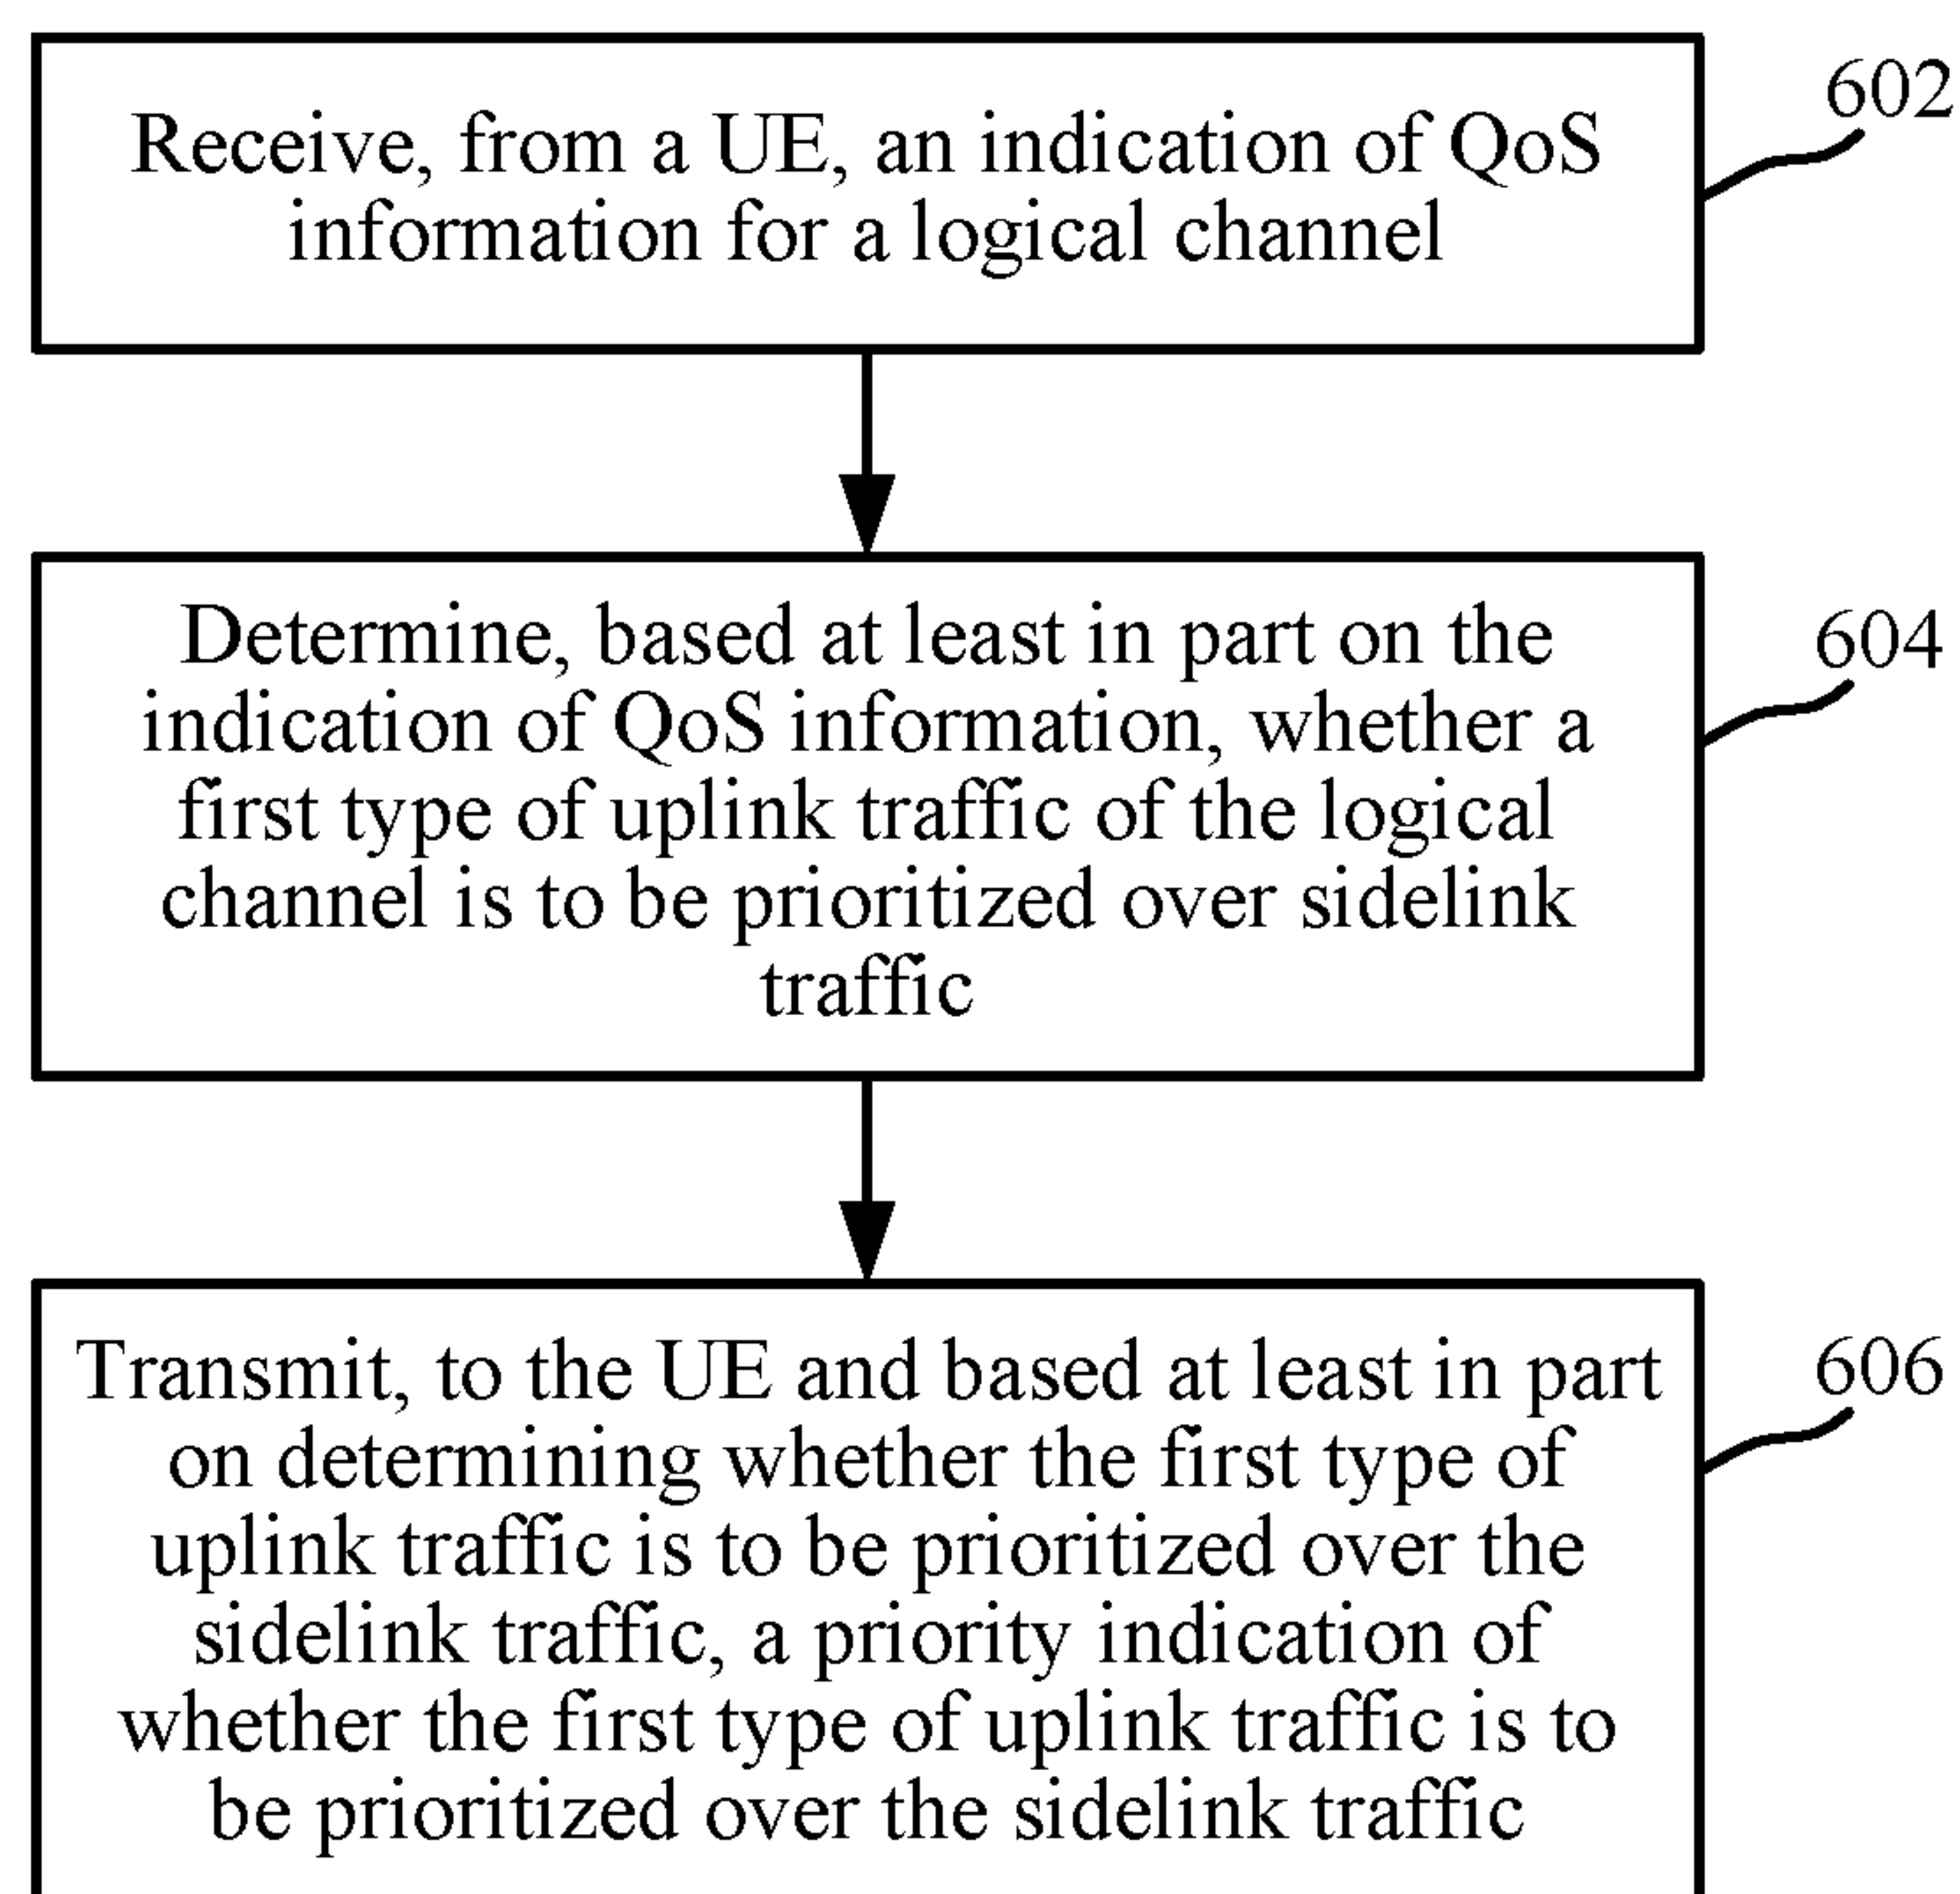 Receive, from a UE, an indication of QoS
information for a logical channel
602
Determine, based at least in part on the
indication of QoS information, whether a
first type of uplink traffic of the logical
channel is to be prioritized over sidelink
traffic
604
Transmit, to the UE and based at least in part
on determining whether the first type of
uplink traffic is to be prioritized over the
sidelink traffic, a priority indication of
whether the first type of uplink traffic is to
be prioritized over the sidelink traffic
606